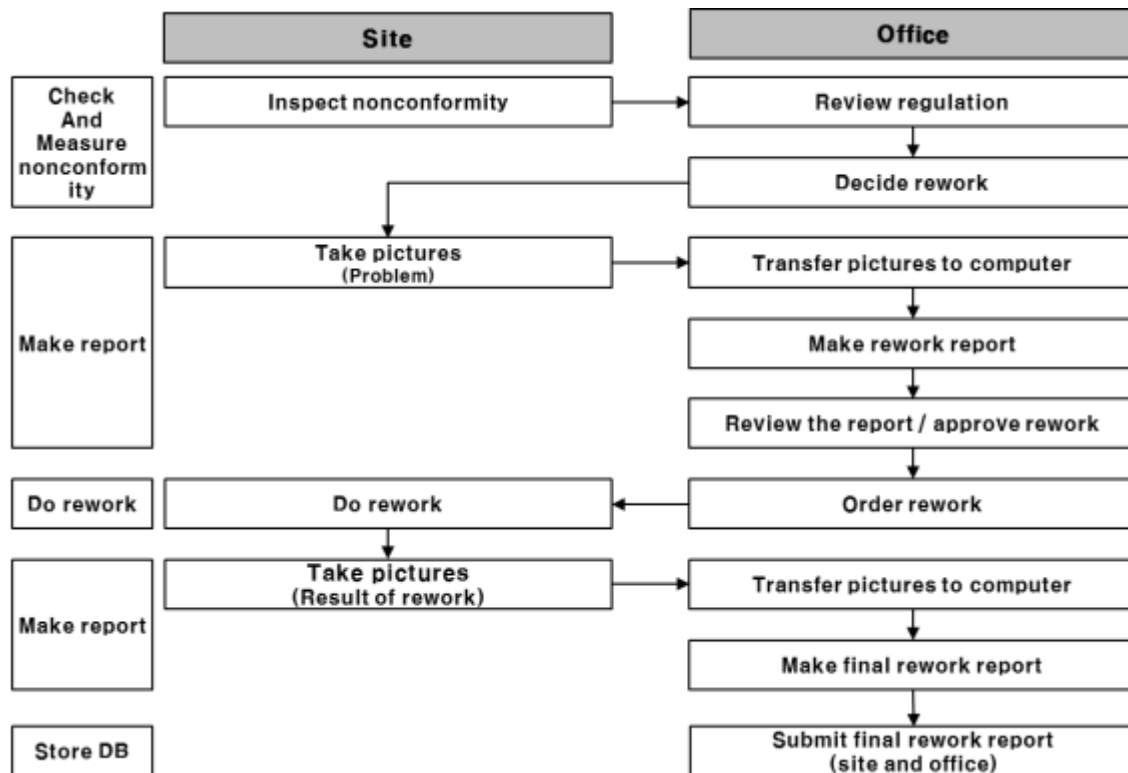 Site
Office
Check
And
Measure
nonconform
ity
Inspect nonconformity
Review regulation
Decide rework
Make report
Take pictures
(Problem)
Transfer pictures to computer
Make rework report
Review the report / approve rework
Do rework
Do rework
Order rework
Make report
Take pictures
(Result of rework)
Transfer pictures to computer
Make final rework report
Store DB
Submit final rework report
(site and office)